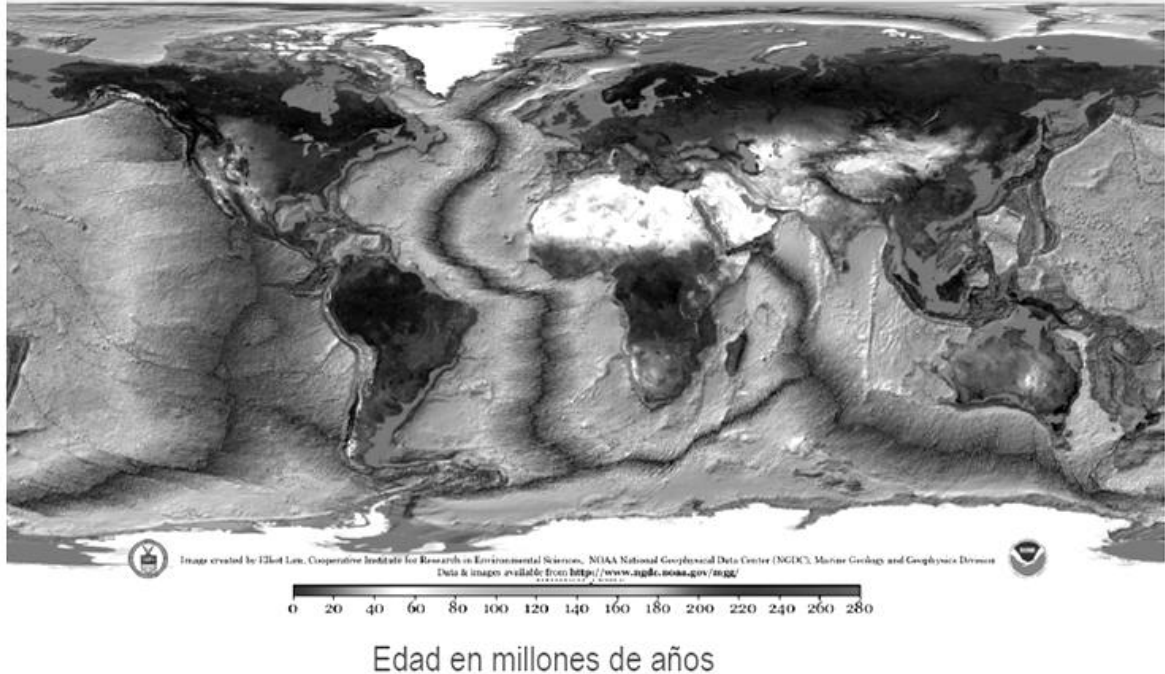 Image created by Elliot Lim, Cooperative Institute for Research in Environmental Sciences, NOAA National Geophysical Data Center (NGDC), Marine Geology and Geophysics Division
Data & images available from http://www.ngdc.noaa.gov/mgg/
0 20 40 60 80 100 120 140 160 180 200 220 240 260 280
Edad en millones de años